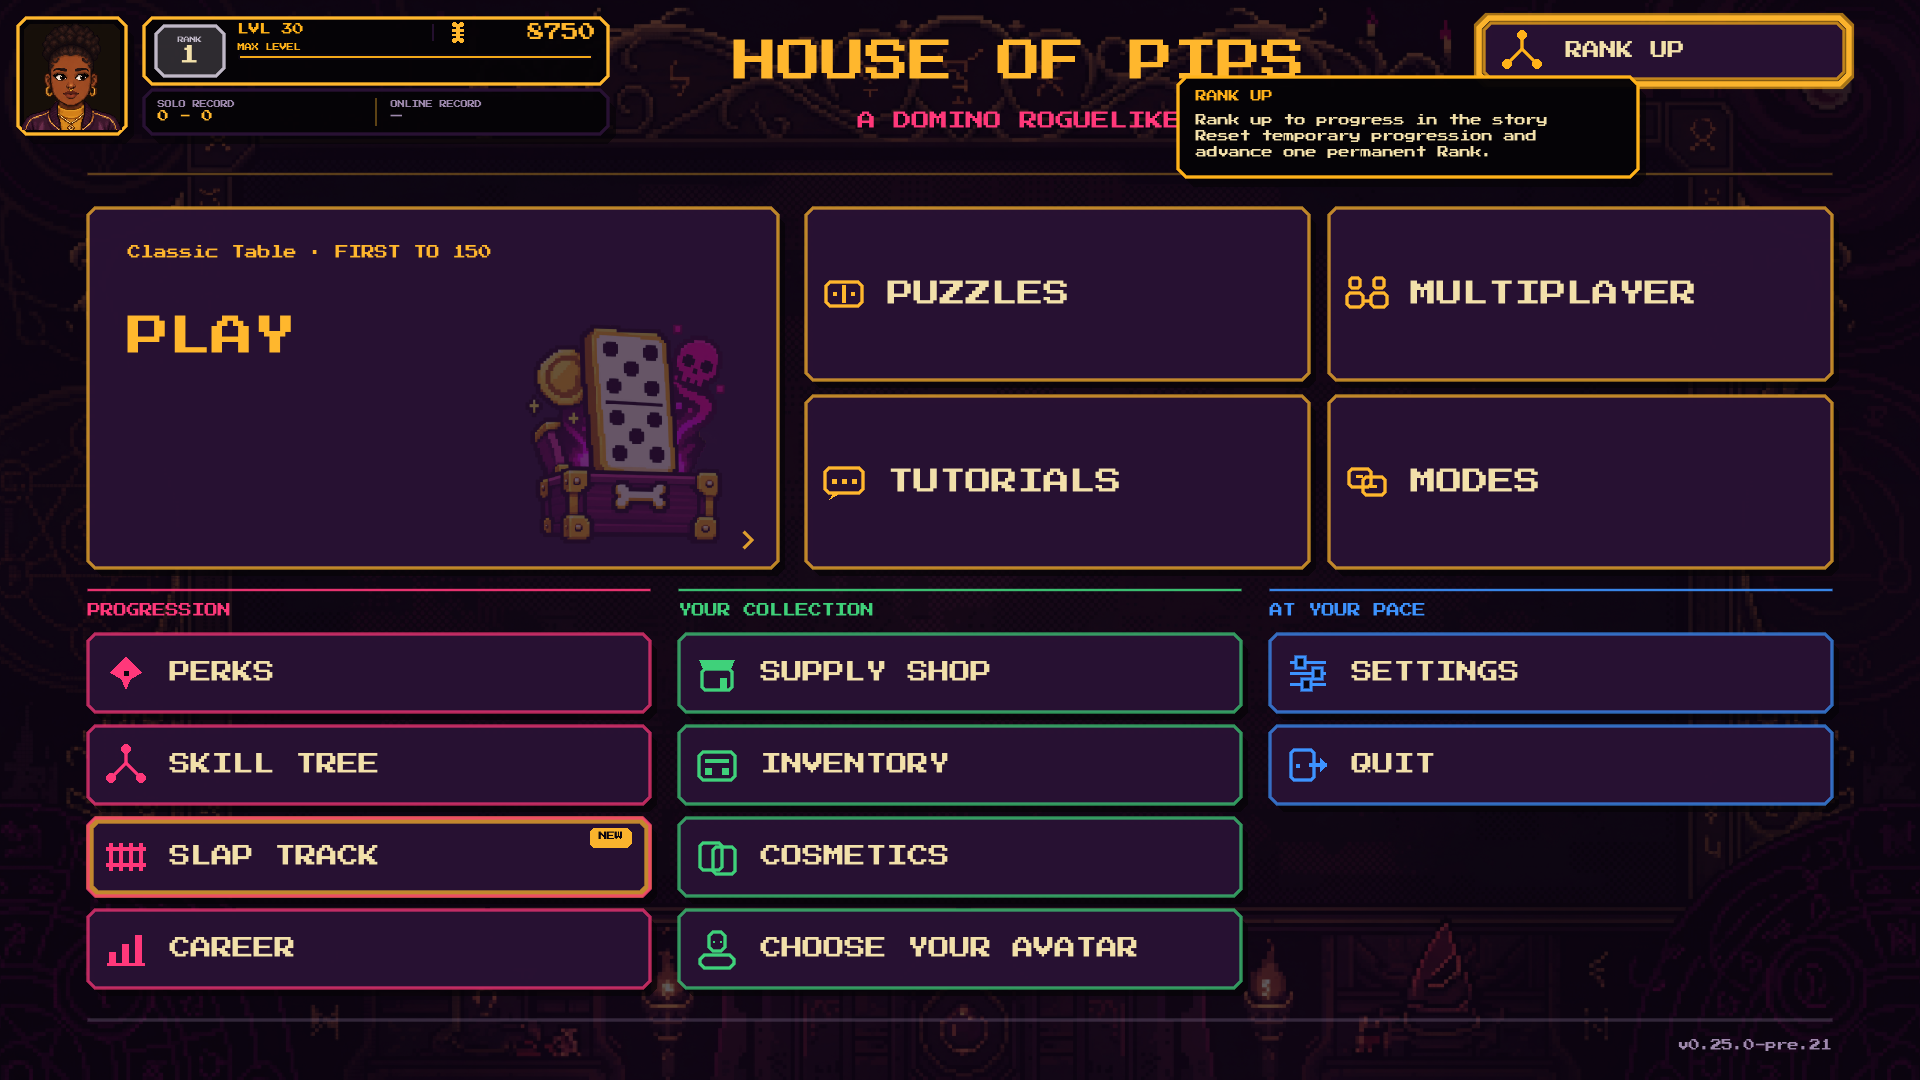 RANK
1
LVL 30
MAX LEVEL
8750
SOLO RECORD
0 - 0
ONLINE RECORD
—
HOUSE OF PIPS
A DOMINO ROGUELIKE
RANK UP
RANK UP
Rank up to progress in the story
Reset temporary progression and
advance one permanent Rank.
Classic Table · FIRST TO 150
PLAY
PUZZLES
MULTIPLAYER
TUTORIALS
MODES
PROGRESSION
PERKS
SKILL TREE
SLAP TRACK
NEW
CAREER
YOUR COLLECTION
SUPPLY SHOP
INVENTORY
COSMETICS
CHOOSE YOUR AVATAR
AT YOUR PACE
SETTINGS
QUIT
v0.25.0-pre.21